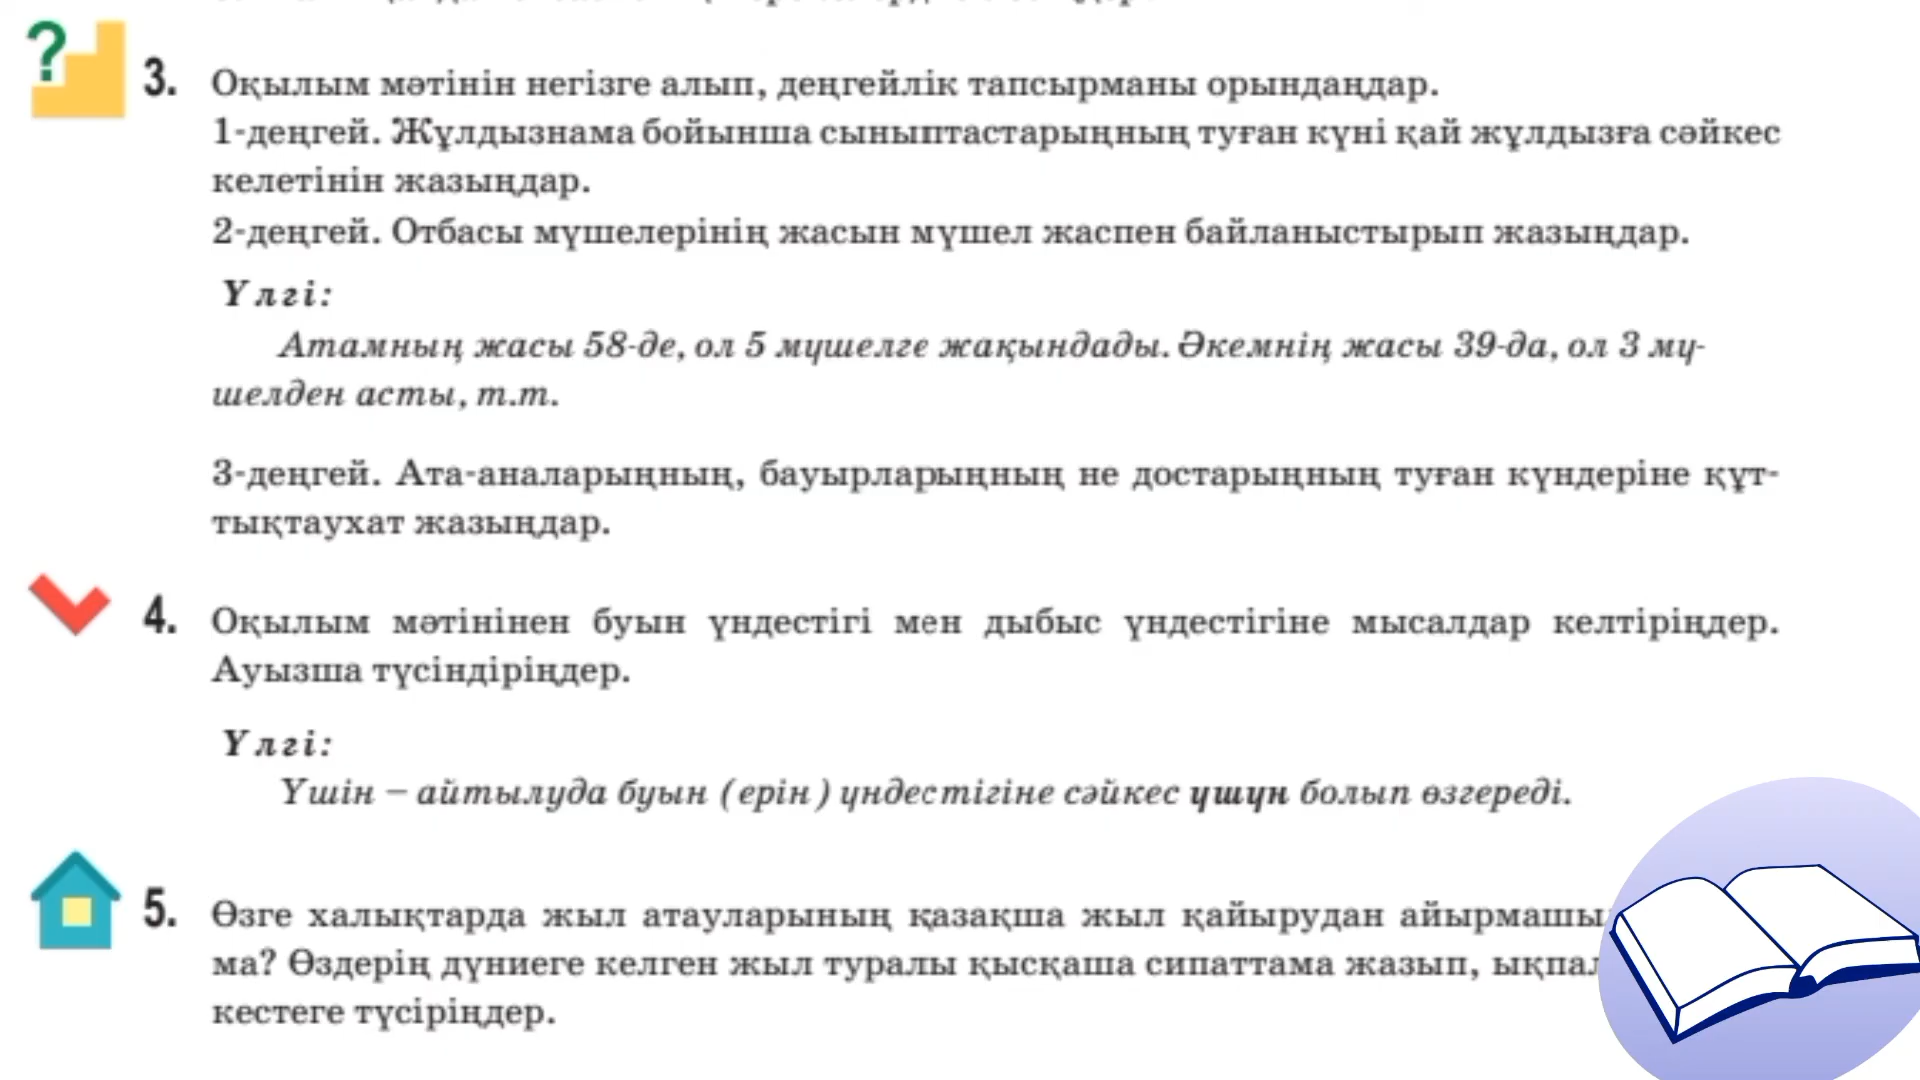 3. Оқылым мәтінін негізге алып, деңгейлік тапсырманы орындаңдар.
1-деңгей. Жұлдызнама бойынша сыныптастарыңның туған күні қай жұлдызға сәйкес
келетінін жазыңдар.
2-деңгей. Отбасы мүшелерінің жасын мүшел жаспен байланыстырып жазыңдар.
Үлгі:
Атамның жасы 58-де, ол 5 мүшелге жақындады. Әкемнің жасы 39-да, ол 3 мү-
шелден асты, т.т.
3-деңгей. Ата-аналарыңның, бауырларыңның не достарыңның туған күндеріне құт-
тықтаухат жазыңдар.
4. Оқылым мәтінінен буын үндестігі мен дыбыс үндестігіне мысалдар келтіріңдер.
Ауызша түсіндіріңдер.
Үлгі:
Үшін – айтылуда буын (ерін) үндестігіне сәйкес үшүн болып өзгереді.
5. Өзге халықтарда жыл атауларының қазақша жыл қайырудан
ма? Өздерің дүниеге келген жыл туралы қысқаша сипаттама жазып,
кестеге түсіріңдер.